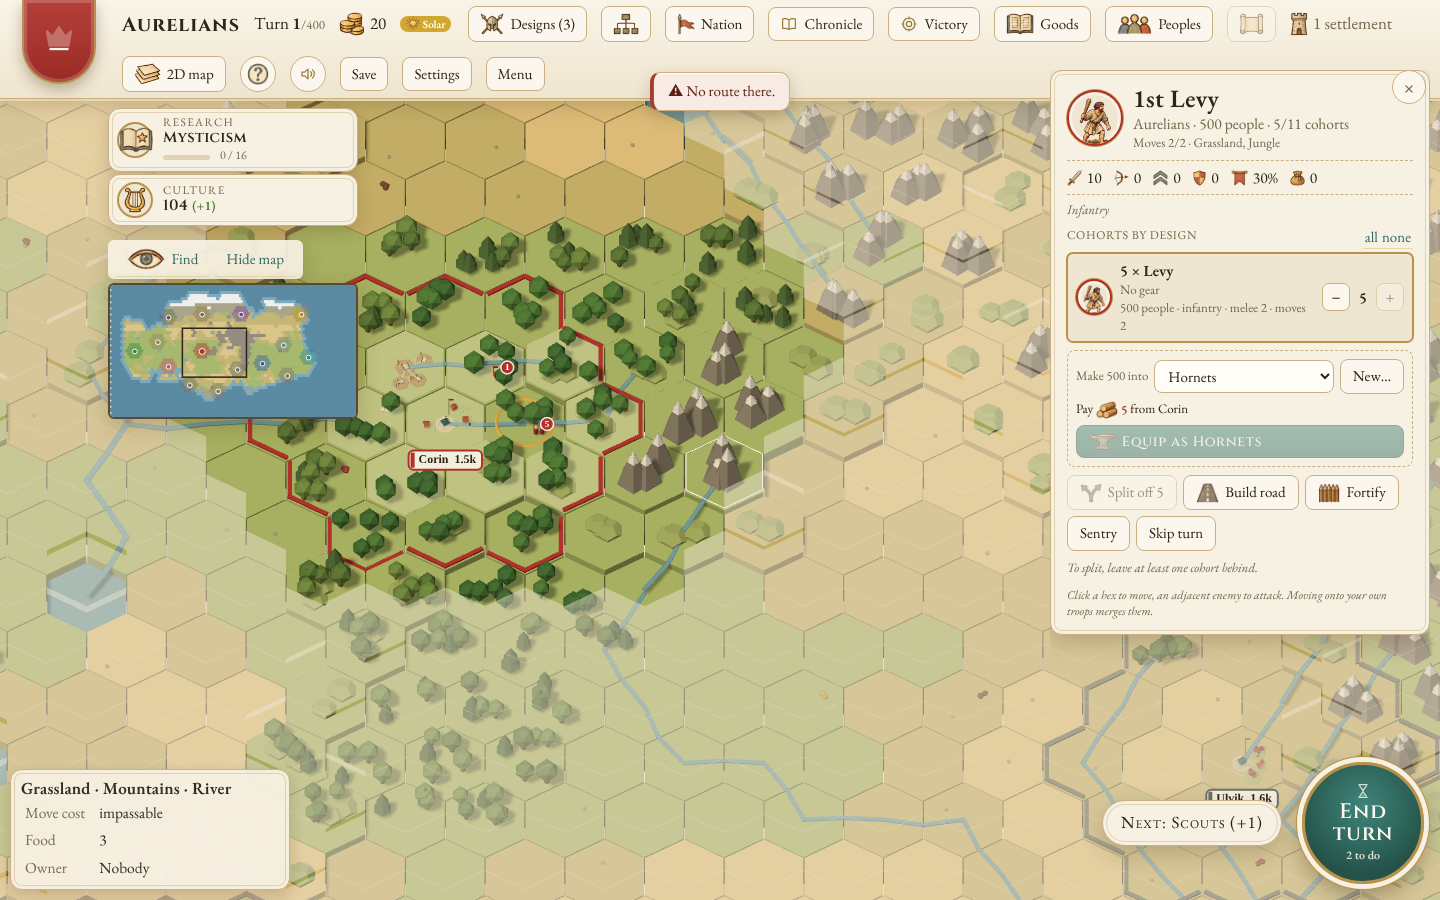 AURELIANS Turn 1/400 20 Solar Designs (3) Nation Chronicle Victory Goods Peoples 1 settlement
2D map ? Save Settings Menu
No route there.
RESEARCH
MYSTICISM
0 / 16
CULTURE
104 (+1)
Find Hide map
1
5
Corin 1.5k
×
1st Levy
Aurelians · 500 people · 5/11 cohorts
Moves 2/2 · Grassland, Jungle
10 0 0 0 30% 0
Infantry
COHORTS BY DESIGN all none
5 × Levy
No gear
500 people · infantry · melee 2 · moves
2
− 5 +
Make 500 into Hornets New...
Pay 5 from Corin
EQUIP AS HORNETS
Split off 5 Build road Fortify
Sentry Skip turn
To split, leave at least one cohort behind.
Click a hex to move, an adjacent enemy to attack. Moving onto your own
troops merges them.
Grassland · Mountains · River
Move cost impassable
Food 3
Owner Nobody
Ulvik 1.6k
NEXT: SCOUTS (+1)
END
TURN
2 to do